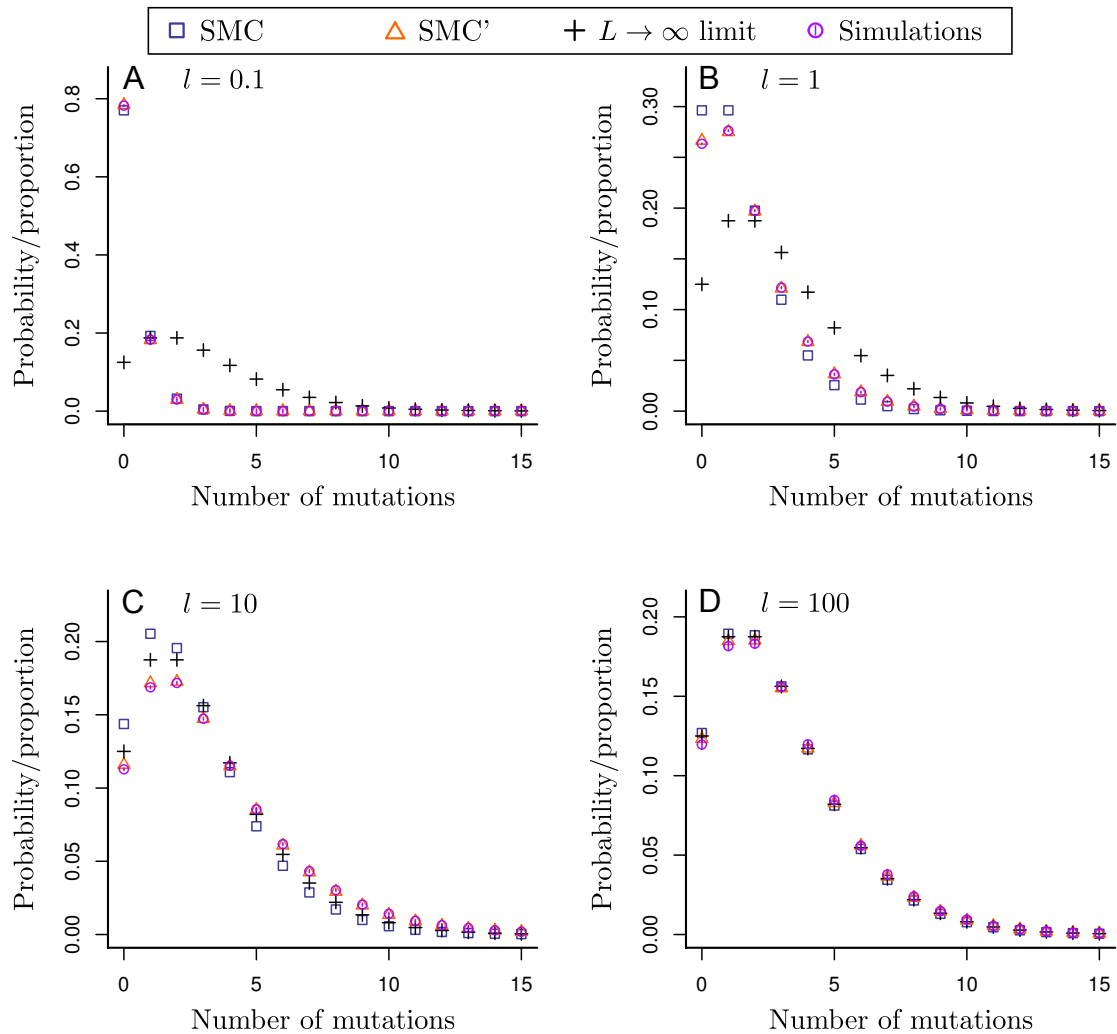 SMC SMC' L → ∞ limit Simulations
A l = 0.1
Probability/proportion
0.8
0.6
0.4
0.2
0.0
0 5 10 15
Number of mutations
B l = 1
Probability/proportion
0.30
0.20
0.10
0.00
0 5 10 15
Number of mutations
C l = 10
Probability/proportion
0.20
0.15
0.10
0.05
0.00
0 5 10 15
Number of mutations
D l = 100
Probability/proportion
0.20
0.15
0.10
0.05
0.00
0 5 10 15
Number of mutations